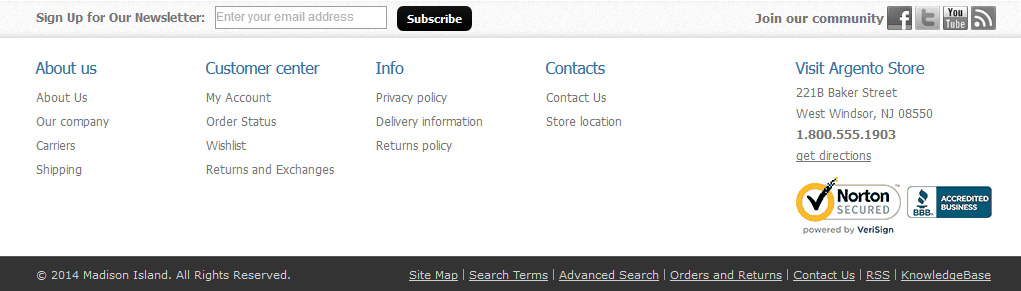 Sign Up for Our Newsletter: Enter your email address Subscribe Join our community f t You Tube
About us
About Us
Our company
Carriers
Shipping
Customer center
My Account
Order Status
Wishlist
Returns and Exchanges
Info
Privacy policy
Delivery information
Returns policy
Contacts
Contact Us
Store location
Visit Argento Store
221B Baker Street
West Windsor, NJ 08550
1.800.555.1903
get directions
Norton
SECURED
powered by VeriSign
BBB.
ACCREDITED
BUSINESS
© 2014 Madison Island. All Rights Reserved. Site Map | Search Terms | Advanced Search | Orders and Returns | Contact Us | RSS | KnowledgeBase